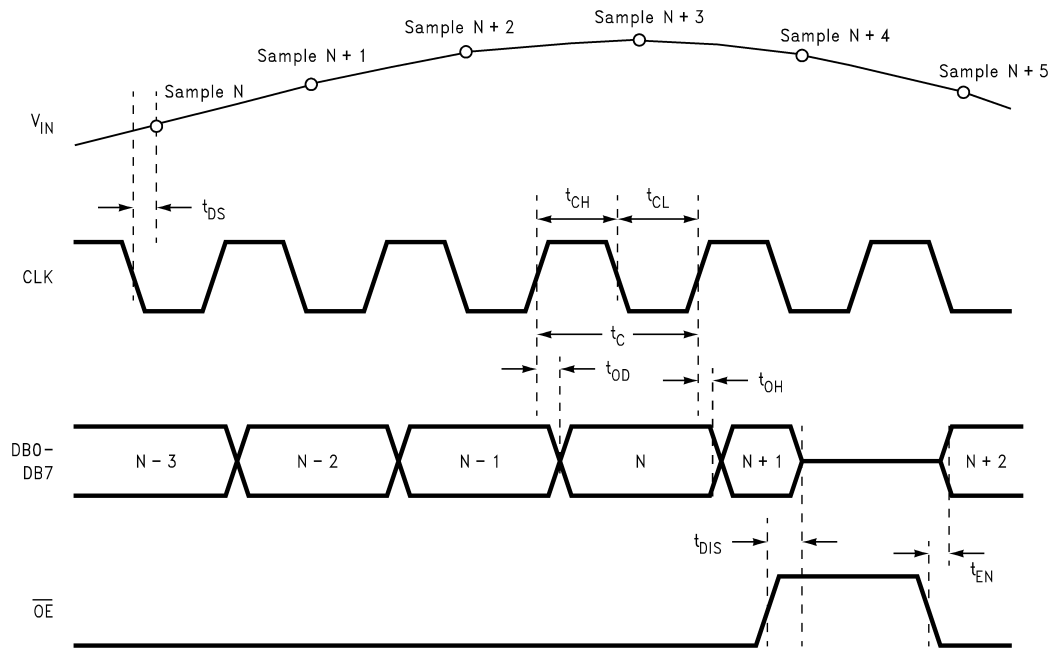 Sample N + 3
Sample N + 2
Sample N + 4
Sample N + 1
Sample N + 5
Sample N
VIN
tDS
tCH
tCL
CLK
tC
tOD
tOH
DB0–
DB7
N – 3
N – 2
N – 1
N
N + 1
N + 2
tDIS
tEN
OE